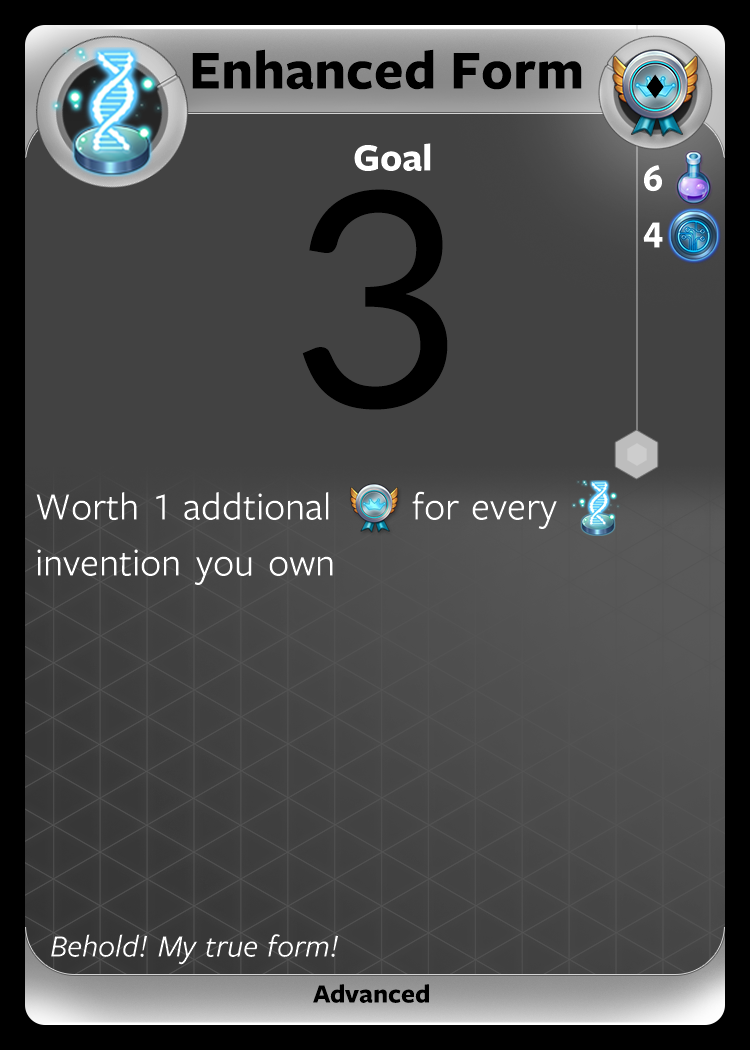 Enhanced Form
Goal
3
6
4
Worth 1 addtional for every
invention you own
Behold! My true form!
Advanced